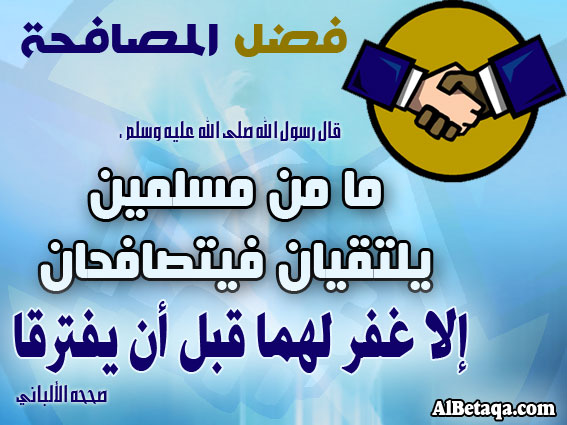 فضل المصافحة
قال رسول الله صلى الله عليه وسلم :
ما من مسلمين
يلتقيان فيتصافحان
إلا غفر لهما قبل أن يفترقا
صححه الألباني
AlBetaqa.com